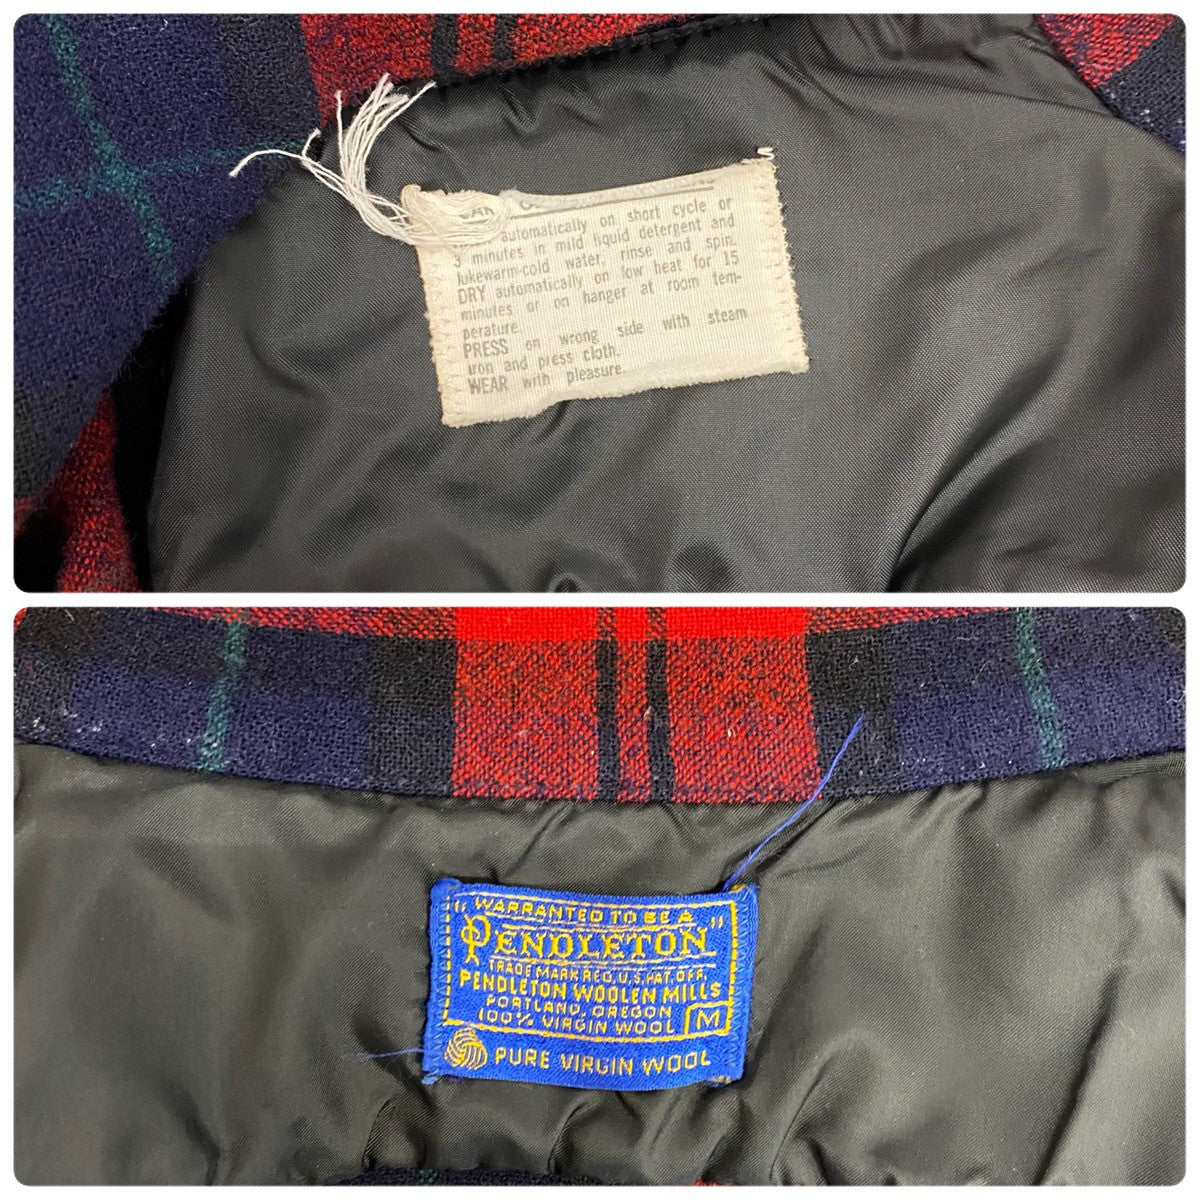 automatically on short cycle or
3 minutes in mild liquid detergent and
lukewarm-cold water, rinse and spin.
DRY automatically on low heat for 15
minutes or on hanger at room tem-
perature.
PRESS on wrong side with steam
iron and press cloth.
WEAR with pleasure.
"WARRANTED TO BE A
PENDLETON"
TRADE MARK REG. U.S. PAT. OFF.
PENDLETON WOOLEN MILLS
PORTLAND, OREGON
100% VIRGIN WOOL M
PURE VIRGIN WOOL